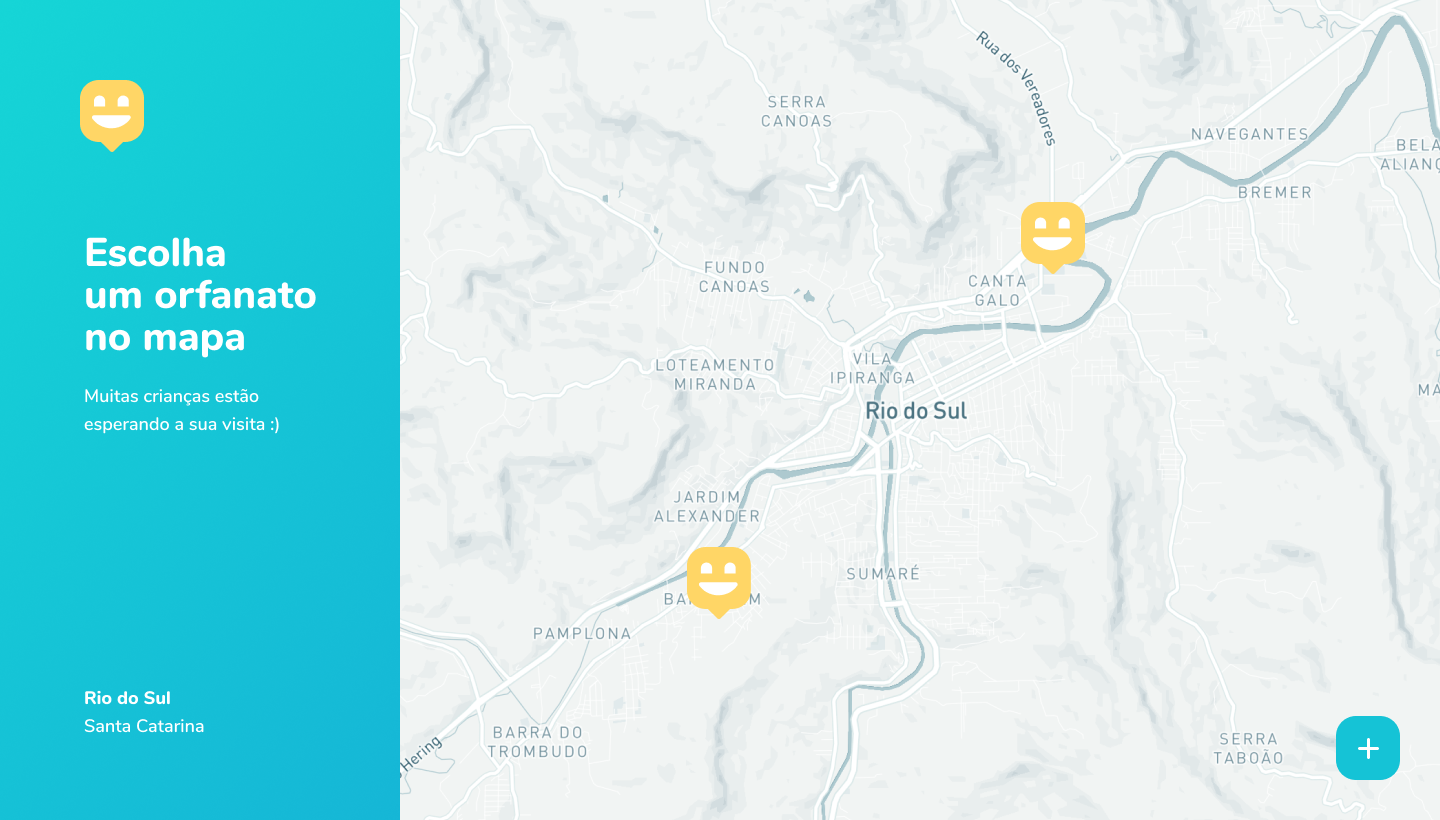 Escolha
um orfanato
no mapa
Muitas crianças estão
esperando a sua visita :)
Rio do Sul
Santa Catarina
Rua dos Vereadores
SERRA
CANOAS
NAVEGANTES
BREMER
FUNDO
CANOAS
CANTA
GALO
LOTEAMENTO
MIRANDA
VILA
IPIRANGA
Rio do Sul
JARDIM
ALEXANDER
SUMARÉ
PAMPLONA
BARRA DO
TROMBUDO
Hering
SERRA
TABOÃO